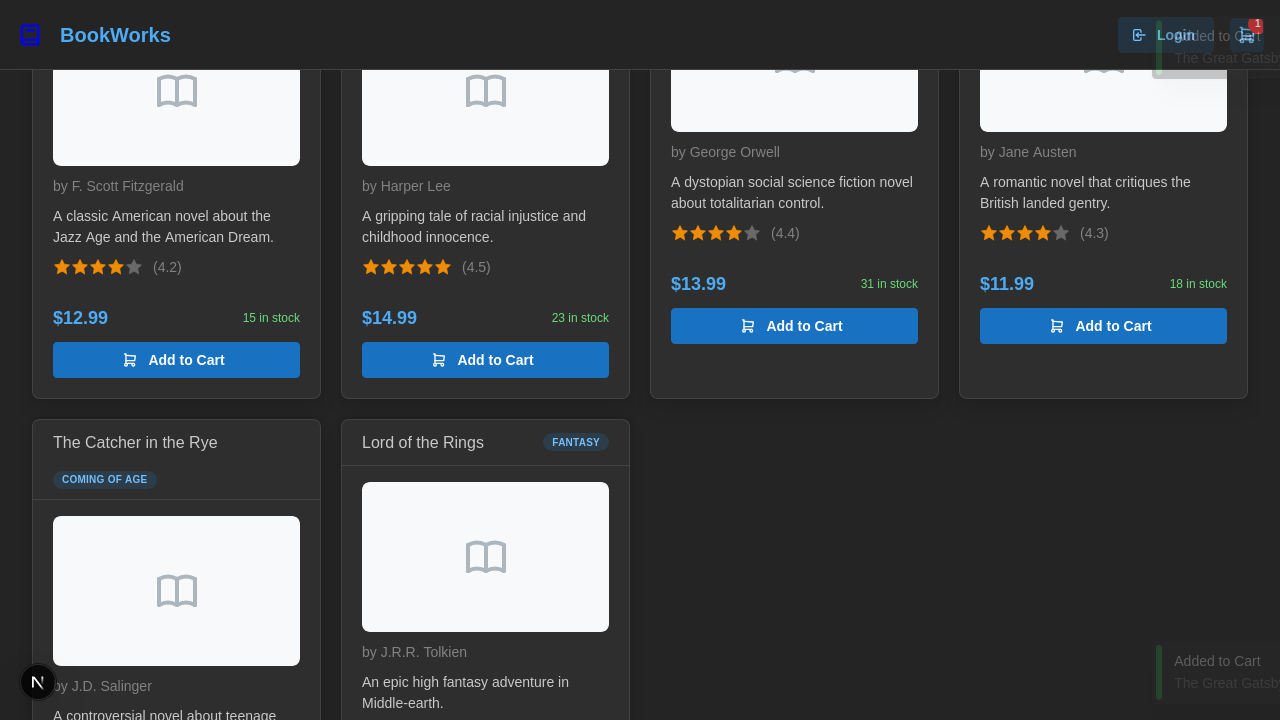 BookWorks
Login
1
Added to Cart
The Great Gatsby
by F. Scott Fitzgerald
A classic American novel about the
Jazz Age and the American Dream.
(4.2)
$12.99
15 in stock
Add to Cart
by Harper Lee
A gripping tale of racial injustice and
childhood innocence.
(4.5)
$14.99
23 in stock
Add to Cart
by George Orwell
A dystopian social science fiction novel
about totalitarian control.
(4.4)
$13.99
31 in stock
Add to Cart
by Jane Austen
A romantic novel that critiques the
British landed gentry.
(4.3)
$11.99
18 in stock
Add to Cart
The Catcher in the Rye
COMING OF AGE
by J.D. Salinger
A controversial novel about teenage
Lord of the Rings
FANTASY
by J.R.R. Tolkien
An epic high fantasy adventure in
Middle-earth.
Added to Cart
The Great Gatsby